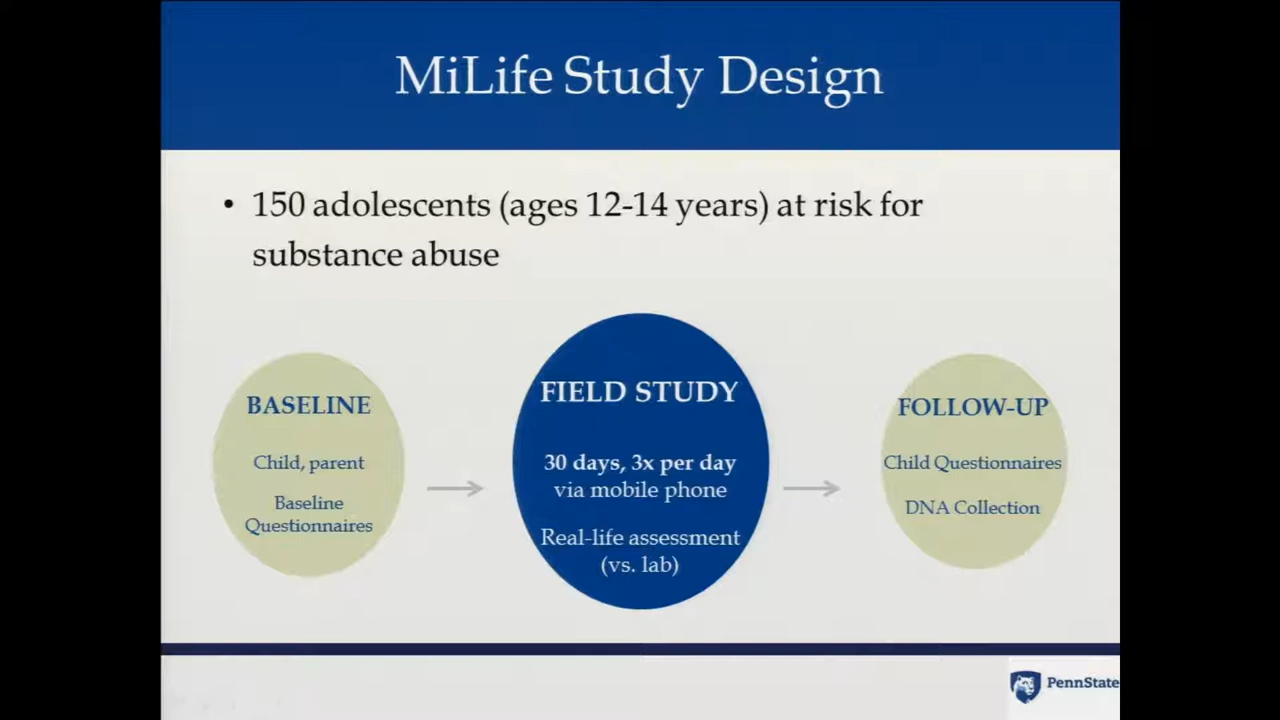 MiLife Study Design
• 150 adolescents (ages 12-14 years) at risk for
substance abuse
BASELINE
Child, parent
Baseline
Questionnaires
FIELD STUDY
30 days, 3x per day
via mobile phone
Real-life assessment
(vs. lab)
FOLLOW-UP
Child Questionnaires
DNA Collection
PennState